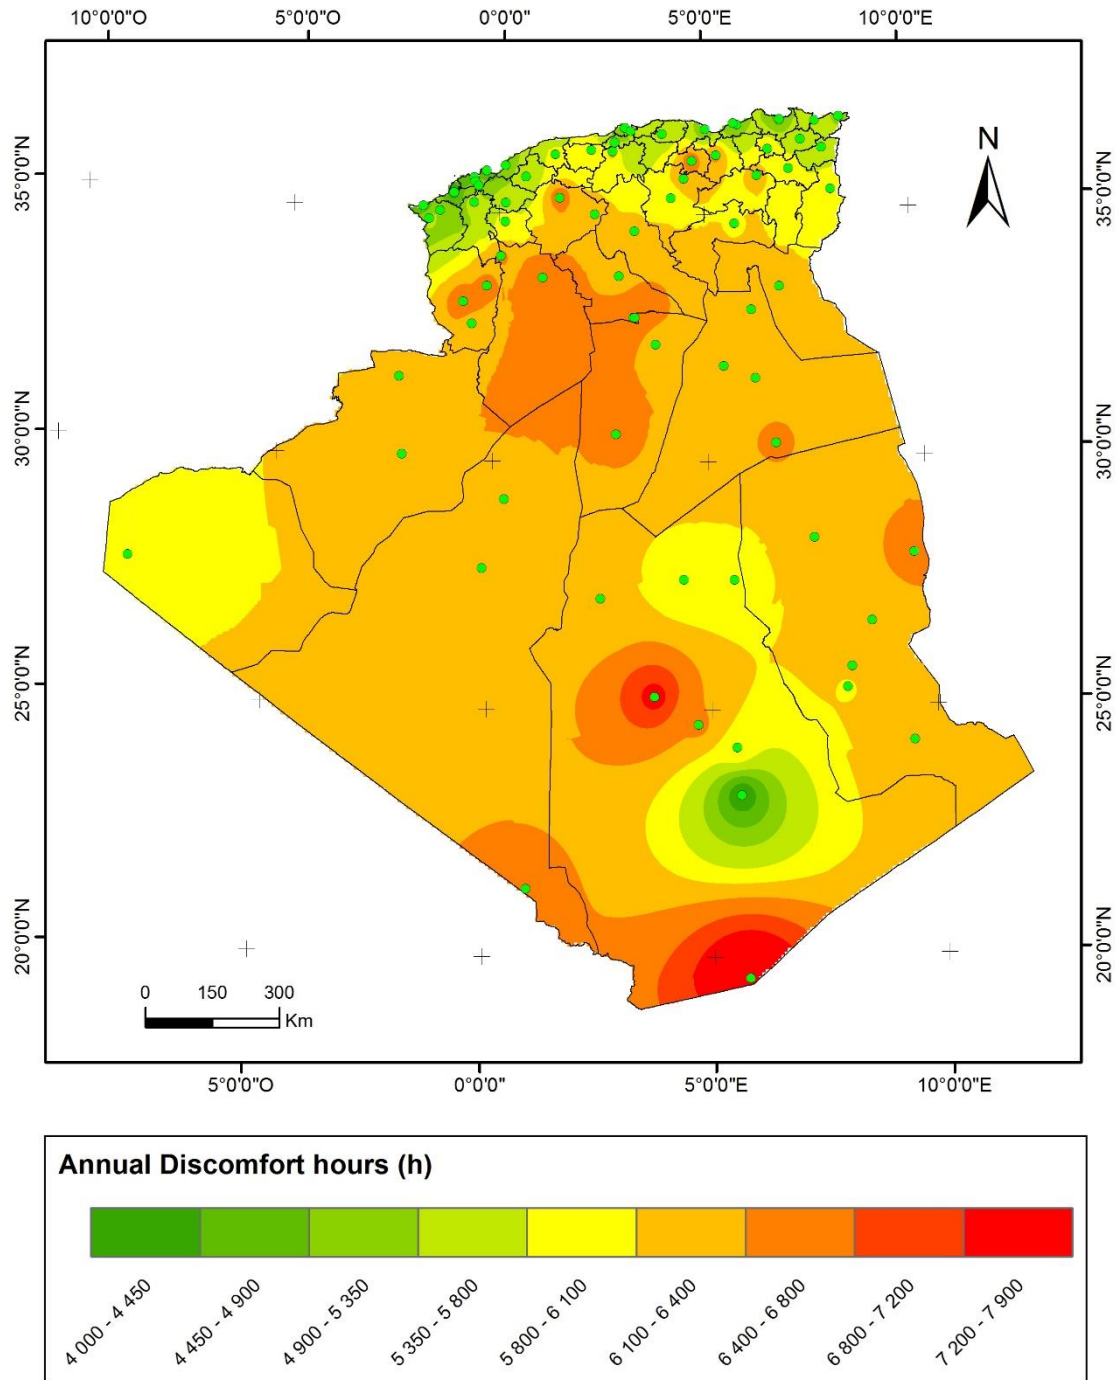 10°0'0"O 5°0'0"O 0°0'0" 5°0'0"E 10°0'0"E
N
35°0'0"N 35°0'0"N
30°0'0"N 30°0'0"N
25°0'0"N 25°0'0"N
20°0'0"N 20°0'0"N
0 150 300
Km
5°0'0"O 0°0'0" 5°0'0"E 10°0'0"E
Annual Discomfort hours (h)
4 000 - 4 450 4 450 - 4 900 4 900 - 5 350 5 350 - 5 800 5 800 - 6 100 6 100 - 6 400 6 400 - 6 800 6 800 - 7 200 7 200 - 7 900